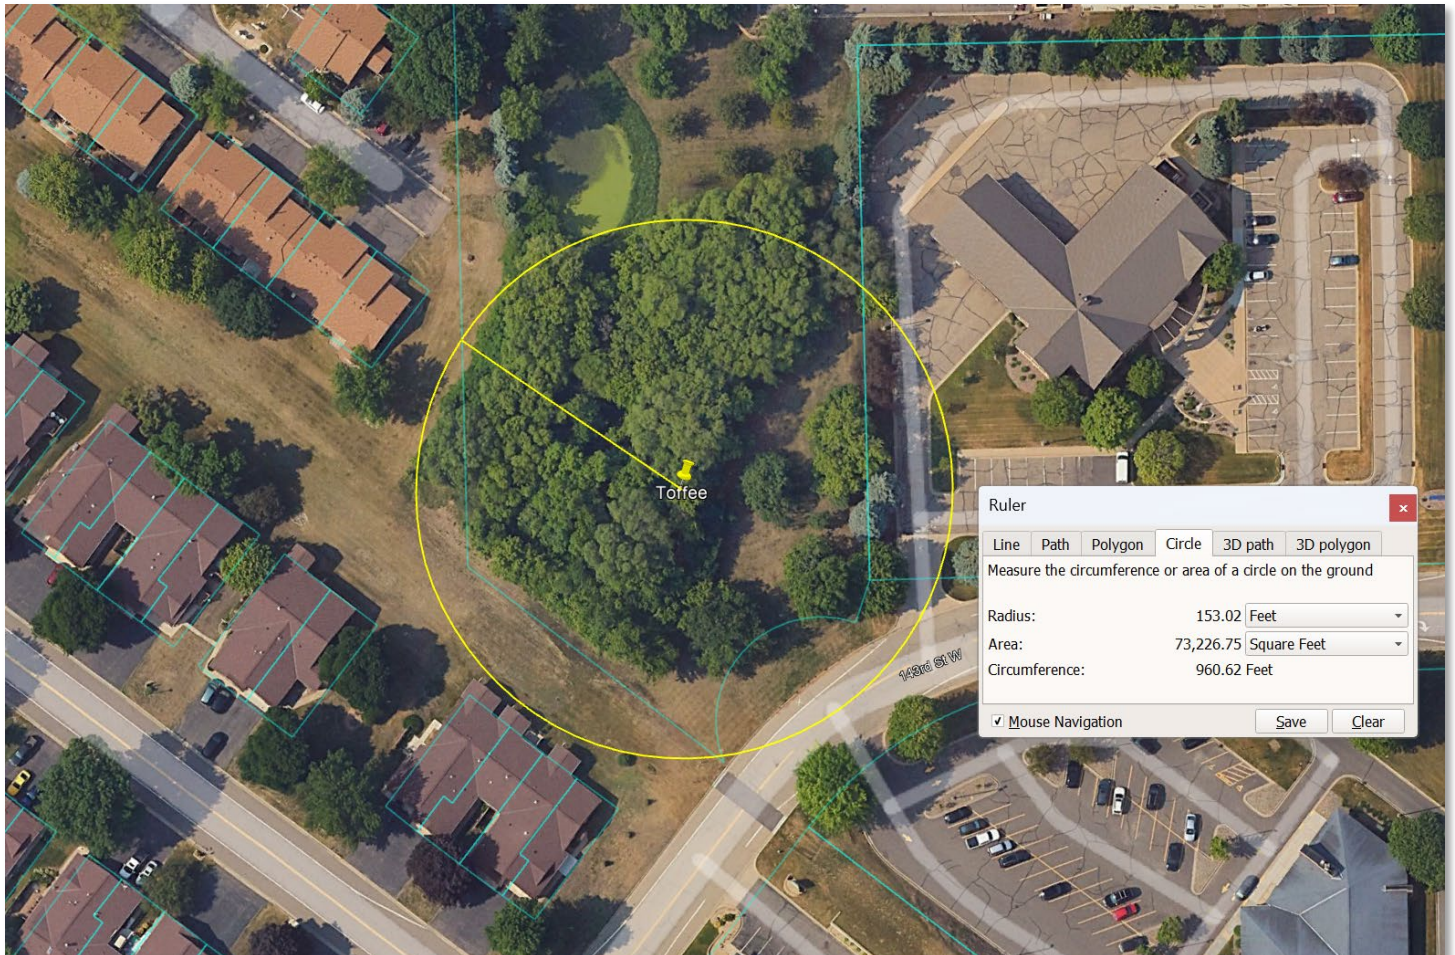 Toffee
143rd St W
Ruler
Line Path Polygon Circle 3D path 3D polygon
Measure the circumference or area of a circle on the ground
Radius: 153.02 Feet
Area: 73,226.75 Square Feet
Circumference: 960.62 Feet
Mouse Navigation Save Clear